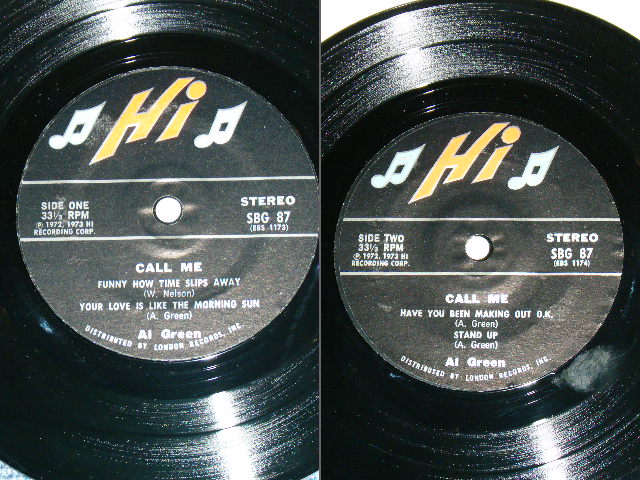 Hi
SIDE ONE
33⅓ RPM
Ⓟ 1972, 1973 HI
RECORDING CORP.
STEREO
SBG 87
(EBS 1173)
CALL ME
FUNNY HOW TIME SLIPS AWAY
(W. Nelson)
YOUR LOVE IS LIKE THE MORNING SUN
(A. Green)
Al Green
DISTRIBUTED BY LONDON RECORDS, INC.
Hi
SIDE TWO
33⅓ RPM
Ⓟ 1972, 1973 HI
RECORDING CORP.
STEREO
SBG 87
(EBS 1174)
CALL ME
HAVE YOU BEEN MAKING OUT O.K.
(A. Green)
STAND UP
(A. Green)
Al Green
DISTRIBUTED BY LONDON RECORDS, INC.